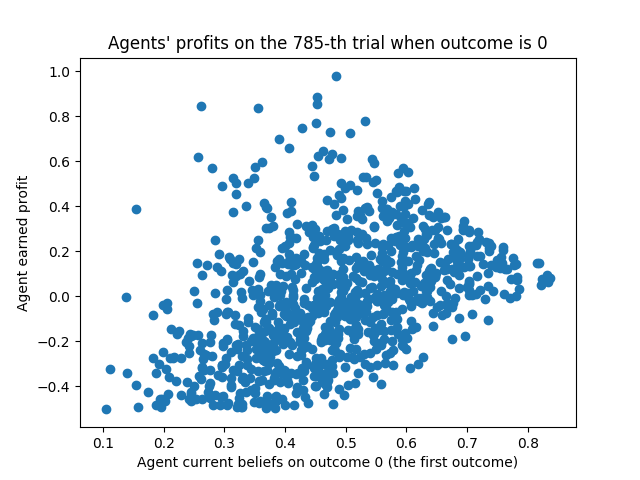 Agents' profits on the 785-th trial when outcome is 0
1.0
0.8
0.6
0.4
0.2
0.0
−0.2
−0.4
Agent earned profit
0.1 0.2 0.3 0.4 0.5 0.6 0.7 0.8
Agent current beliefs on outcome 0 (the first outcome)